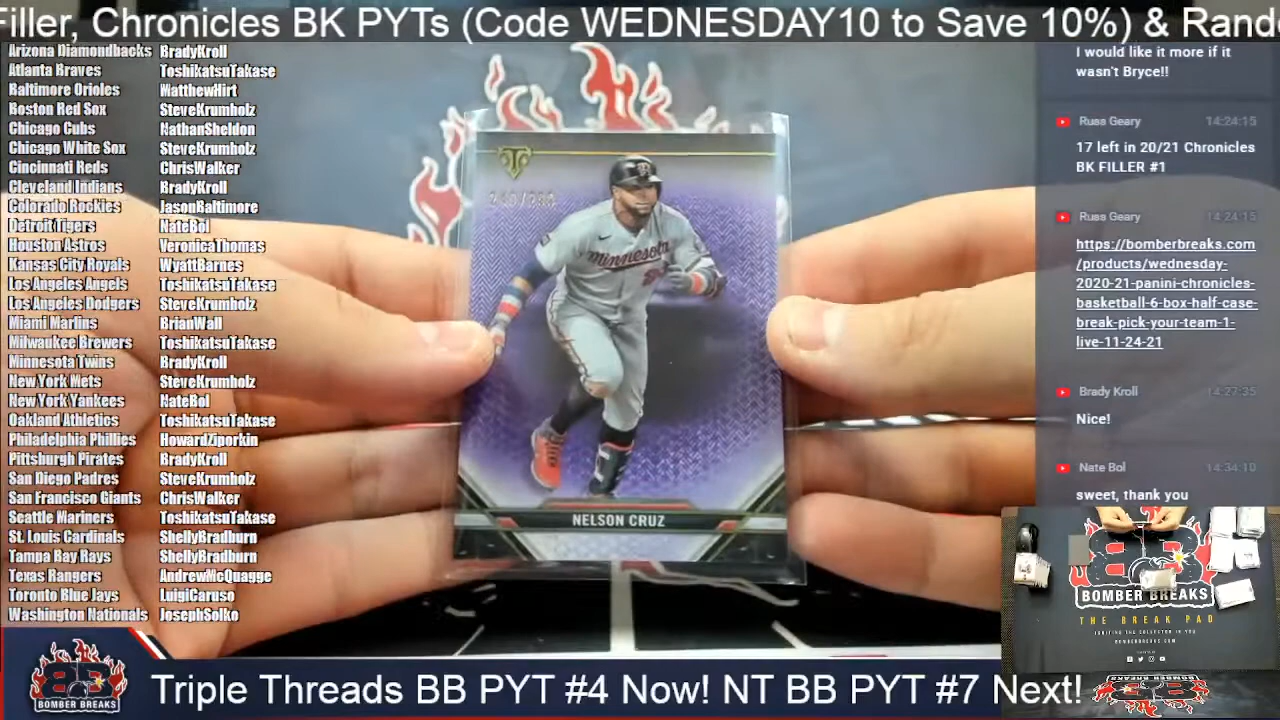 Filler, Chronicles BK PYTs (Code WEDNESDAY10 to Save 10%) & Rand
Arizona Diamondbacks BradyKroll
Atlanta Braves ToshikatsuTakase
Baltimore Orioles MatthewHirt
Boston Red Sox SteveKrumholz
Chicago Cubs NathanSheldon
Chicago White Sox SteveKrumholz
Cincinnati Reds ChrisWalker
Cleveland Indians BradyKroll
Colorado Rockies JasonBaltimore
Detroit Tigers NateBol
Houston Astros VeronicaThomas
Kansas City Royals WyattBarnes
Los Angeles Angels ToshikatsuTakase
Los Angeles Dodgers SteveKrumholz
Miami Marlins BrianWall
Milwaukee Brewers ToshikatsuTakase
Minnesota Twins BradyKroll
New York Mets SteveKrumholz
New York Yankees NateBol
Oakland Athletics ToshikatsuTakase
Philadelphia Phillies HowardZiporkin
Pittsburgh Pirates BradyKroll
San Diego Padres SteveKrumholz
San Francisco Giants ChrisWalker
Seattle Mariners ToshikatsuTakase
St. Louis Cardinals ShellyBradburn
Tampa Bay Rays ShellyBradburn
Texas Rangers AndrewMcQuagge
Toronto Blue Jays LuigiCaruso
Washington Nationals JosephSolko
Minnesota
NELSON CRUZ
I would like it more if it
wasn't Bryce!!
Russ Geary 14:24:15
17 left in 20/21 Chronicles
BK FILLER #1
Russ Geary 14:24:15
https://bomberbreaks.com
/products/wednesday-
2020-21-panini-chronicles-
basketball-6-box-half-case-
break-pick-your-team-1-
live-11-24-21
Brady Kroll 14:27:35
Nice!
Nate Bol 14:34:10
sweet, thank you
BOMBER BREAKS
THE BREAK PAD
BOMBER BREAKS
BOMBER BREAKS
Triple Threads BB PYT #4 Now! NT BB PYT #7 Next!